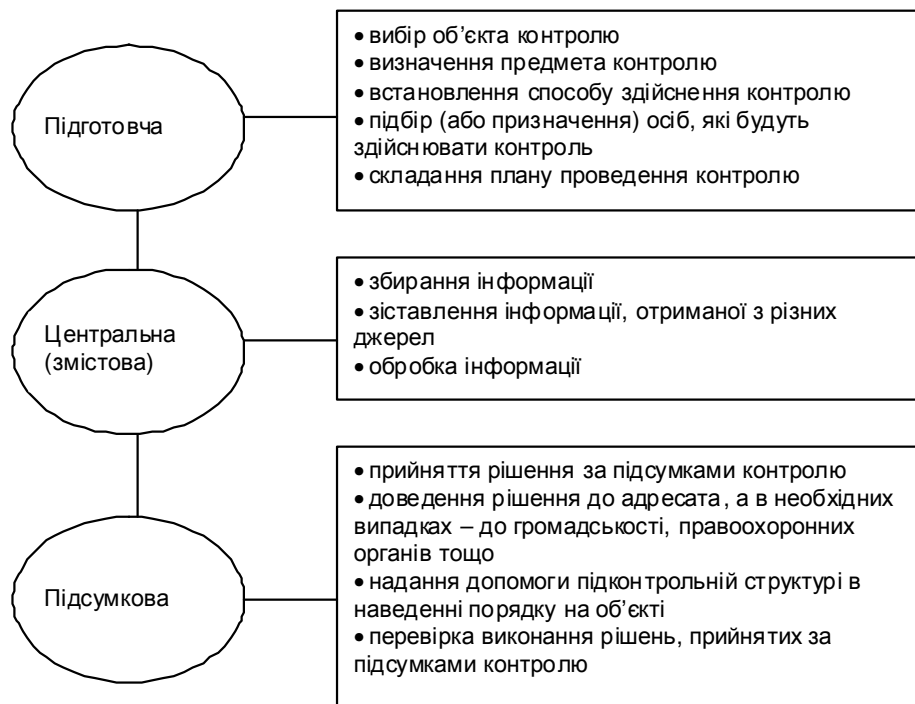 Підготовча
• вибір об’єкта контролю
• визначення предмета контролю
• встановлення способу здійснення контролю
• підбір (або призначення) осіб, які будуть
здійснювати контроль
• складання плану проведення контролю
Центральна
(змістова)
• збирання інформації
• зіставлення інформації, отриманої з різних
джерел
• обробка інформації
Підсумкова
• прийняття рішення за підсумками контролю
• доведення рішення до адресата, а в необхідних
випадках – до громадськості, правоохоронних
органів тощо
• надання допомоги підконтрольній структурі в
наведенні порядку на об’єкті
• перевірка виконання рішень, прийнятих за
підсумками контролю